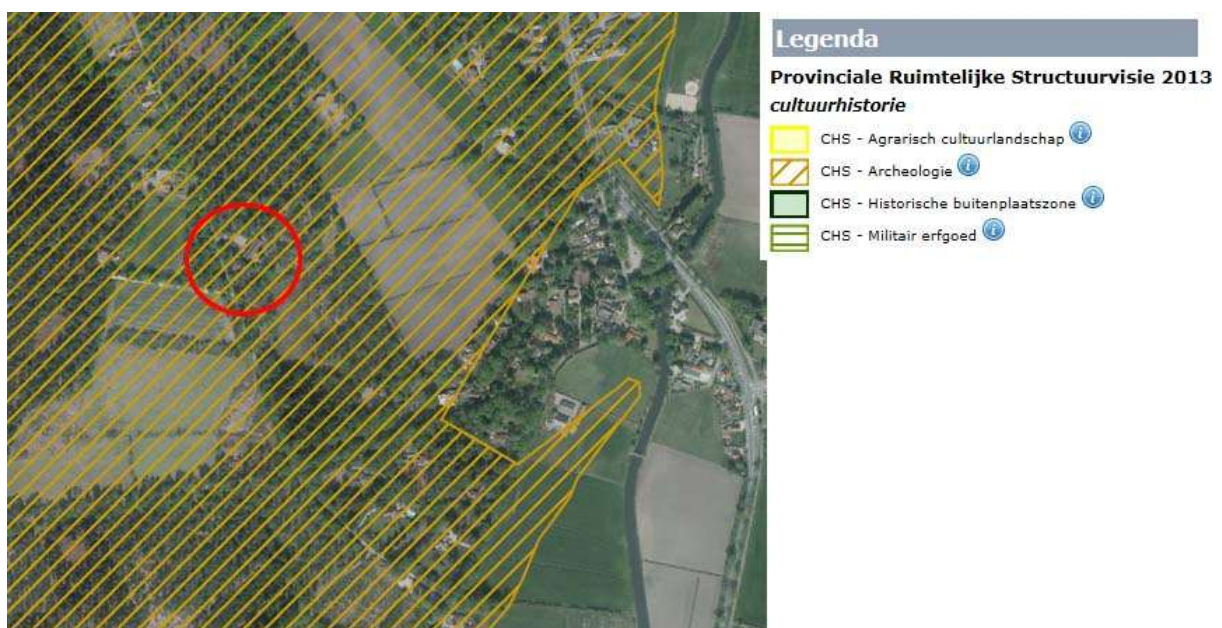 Legenda
Provinciale Ruimtelijke Structuurvisie 2013
cultuurhistorie
CHS - Agrarisch cultuurlandschap i
CHS - Archeologie i
CHS - Historische buitenplaatszone i
CHS - Militair erfgoed i